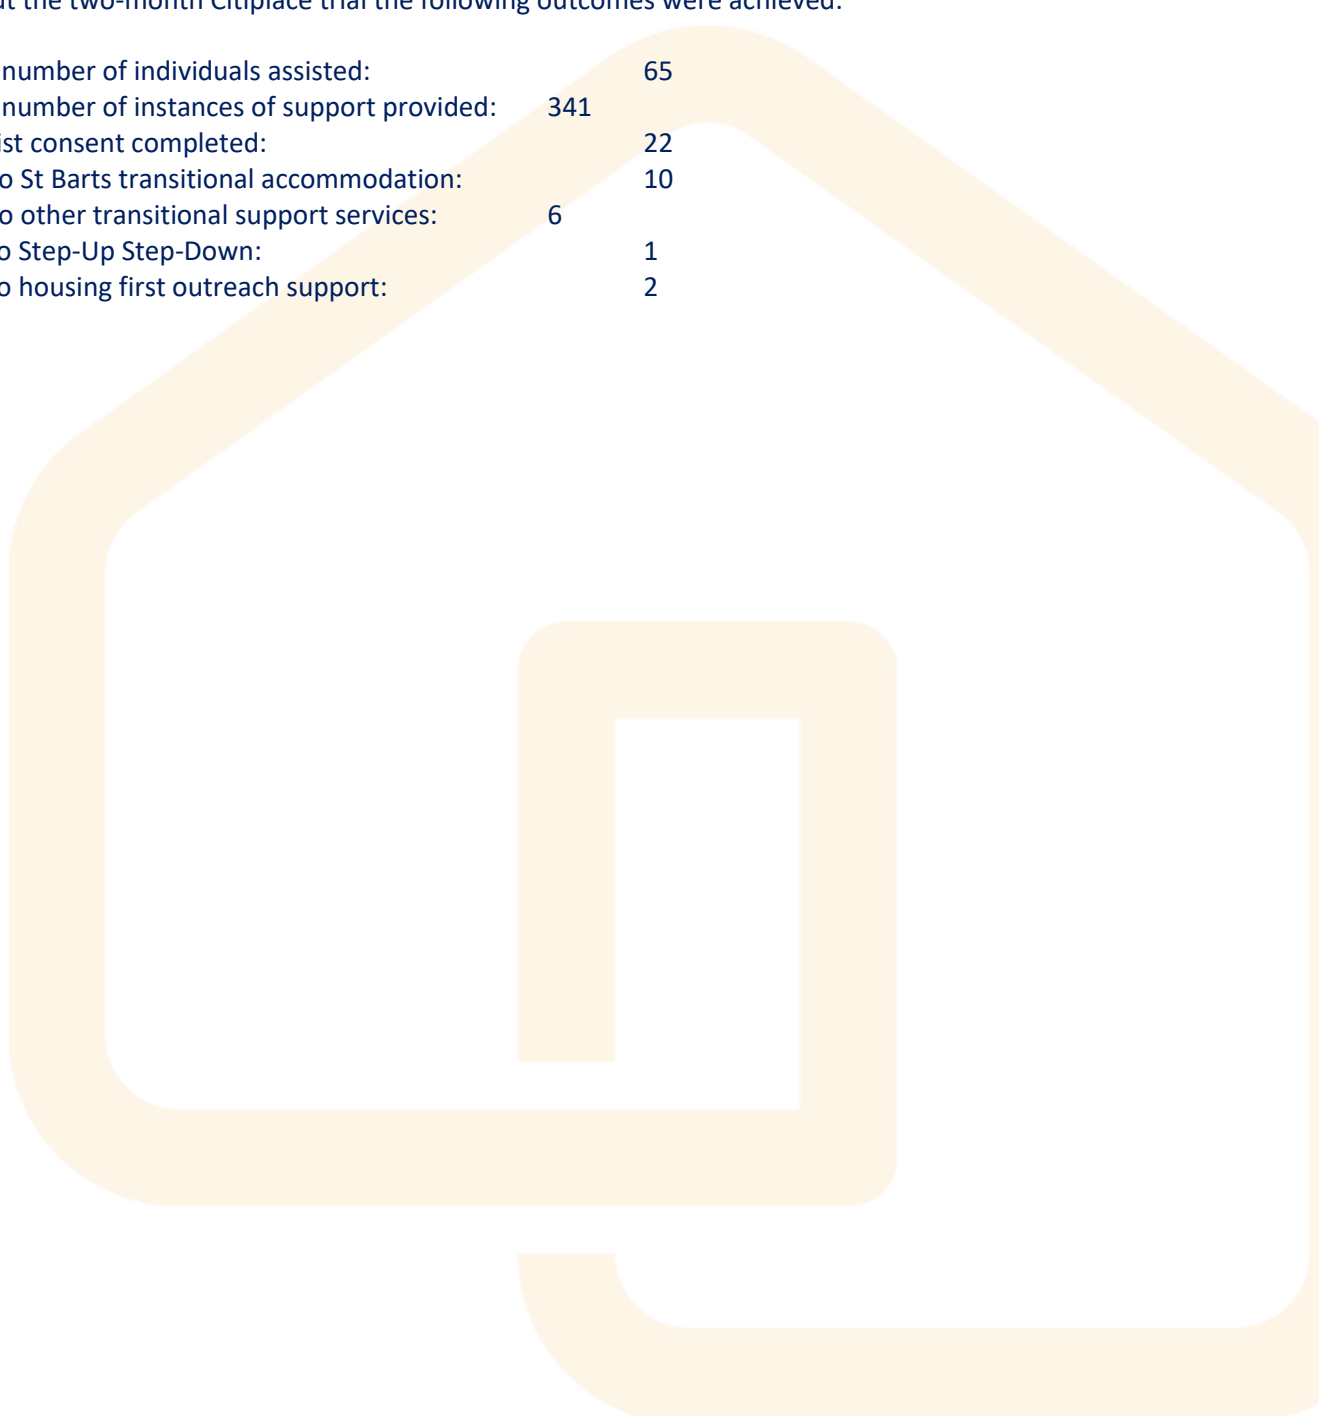 ut the two-month Citiplace trial the following outcomes were achieved:
number of individuals assisted: 65
number of instances of support provided: 341
ist consent completed: 22
o St Barts transitional accommodation: 10
o other transitional support services: 6
o Step-Up Step-Down: 1
o housing first outreach support: 2